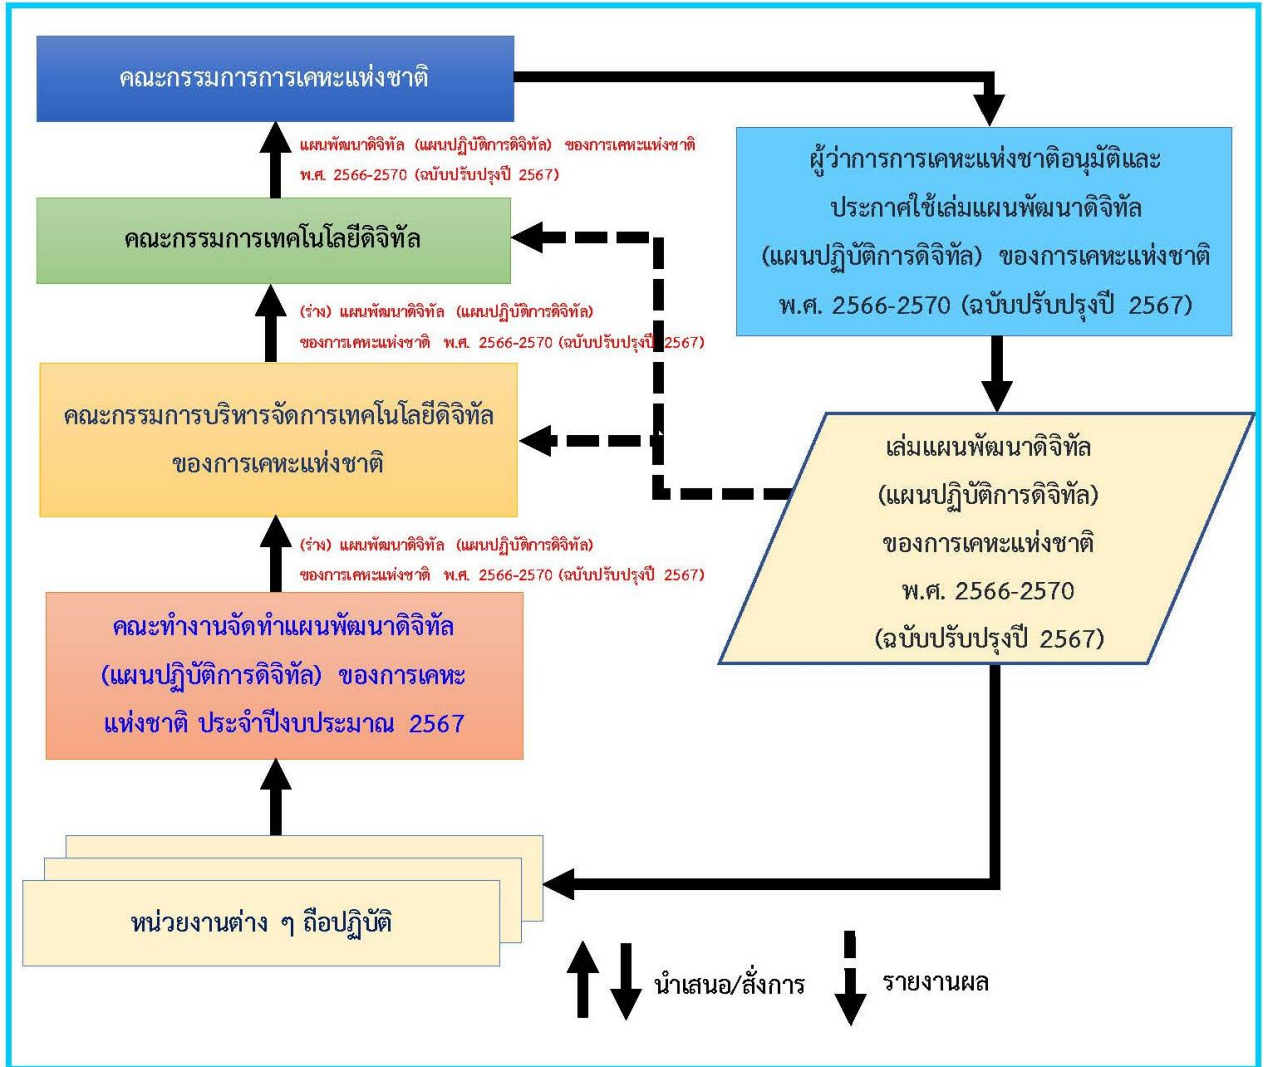 คณะกรรมการการเคหะแห่งชาติ
แผนพัฒนาดิจิทัล (แผนปฏิบัติการดิจิทัล) ของการเคหะแห่งชาติ
พ.ศ. 2566-2570 (ฉบับปรับปรุงปี 2567)
คณะกรรมการเทคโนโลยีดิจิทัล
(ร่าง) แผนพัฒนาดิจิทัล (แผนปฏิบัติการดิจิทัล)
ของการเคหะแห่งชาติ พ.ศ. 2566-2570 (ฉบับปรับปรุงปี 2567)
คณะกรรมการบริหารจัดการเทคโนโลยีดิจิทัล
ของการเคหะแห่งชาติ
(ร่าง) แผนพัฒนาดิจิทัล (แผนปฏิบัติการดิจิทัล)
ของการเคหะแห่งชาติ พ.ศ. 2566-2570 (ฉบับปรับปรุงปี 2567)
คณะทำงานจัดทำแผนพัฒนาดิจิทัล
(แผนปฏิบัติการดิจิทัล) ของการเคหะ
แห่งชาติ ประจำปีงบประมาณ 2567
หน่วยงานต่าง ๆ ถือปฏิบัติ
ผู้ว่าการการเคหะแห่งชาติอนุมัติและ
ประกาศใช้เล่มแผนพัฒนาดิจิทัล
(แผนปฏิบัติการดิจิทัล) ของการเคหะแห่งชาติ
พ.ศ. 2566-2570 (ฉบับปรับปรุงปี 2567)
เล่มแผนพัฒนาดิจิทัล
(แผนปฏิบัติการดิจิทัล)
ของการเคหะแห่งชาติ
พ.ศ. 2566-2570
(ฉบับปรับปรุงปี 2567)
นำเสนอ/สั่งการ
รายงานผล